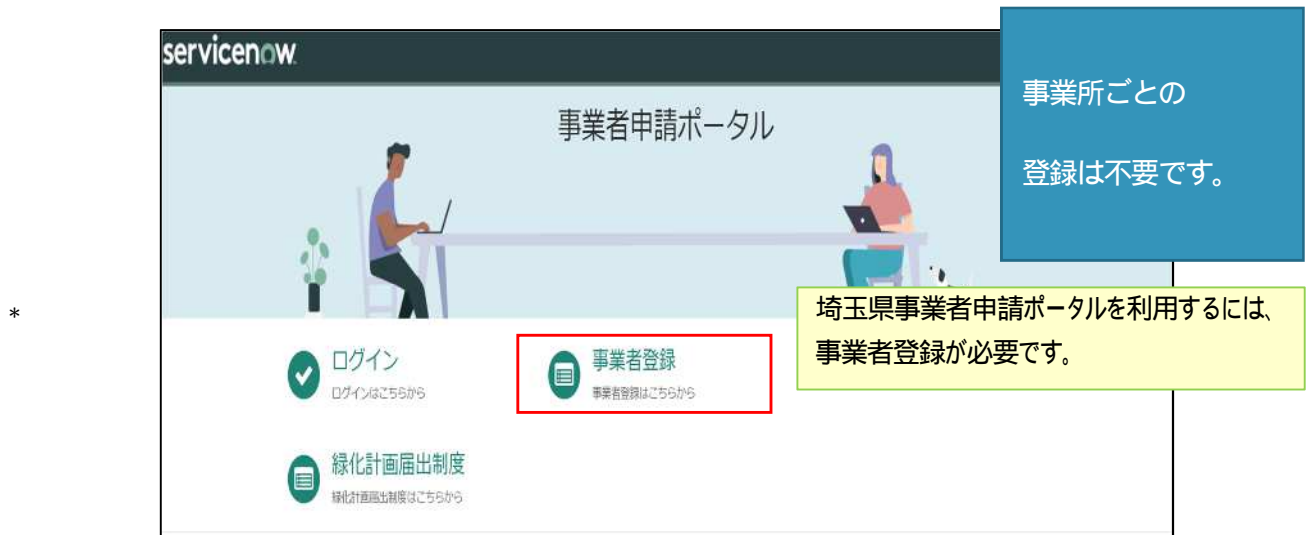 servicenow.
事業所ごとの
登録は不要です。
事業者申請ポータル
*
埼玉県事業者申請ポータルを利用するには、
事業者登録が必要です。
ログイン
ログインはこちらから
事業者登録
事業者登録はこちらから
緑化計画届出制度
緑化計画届出制度はこちらから